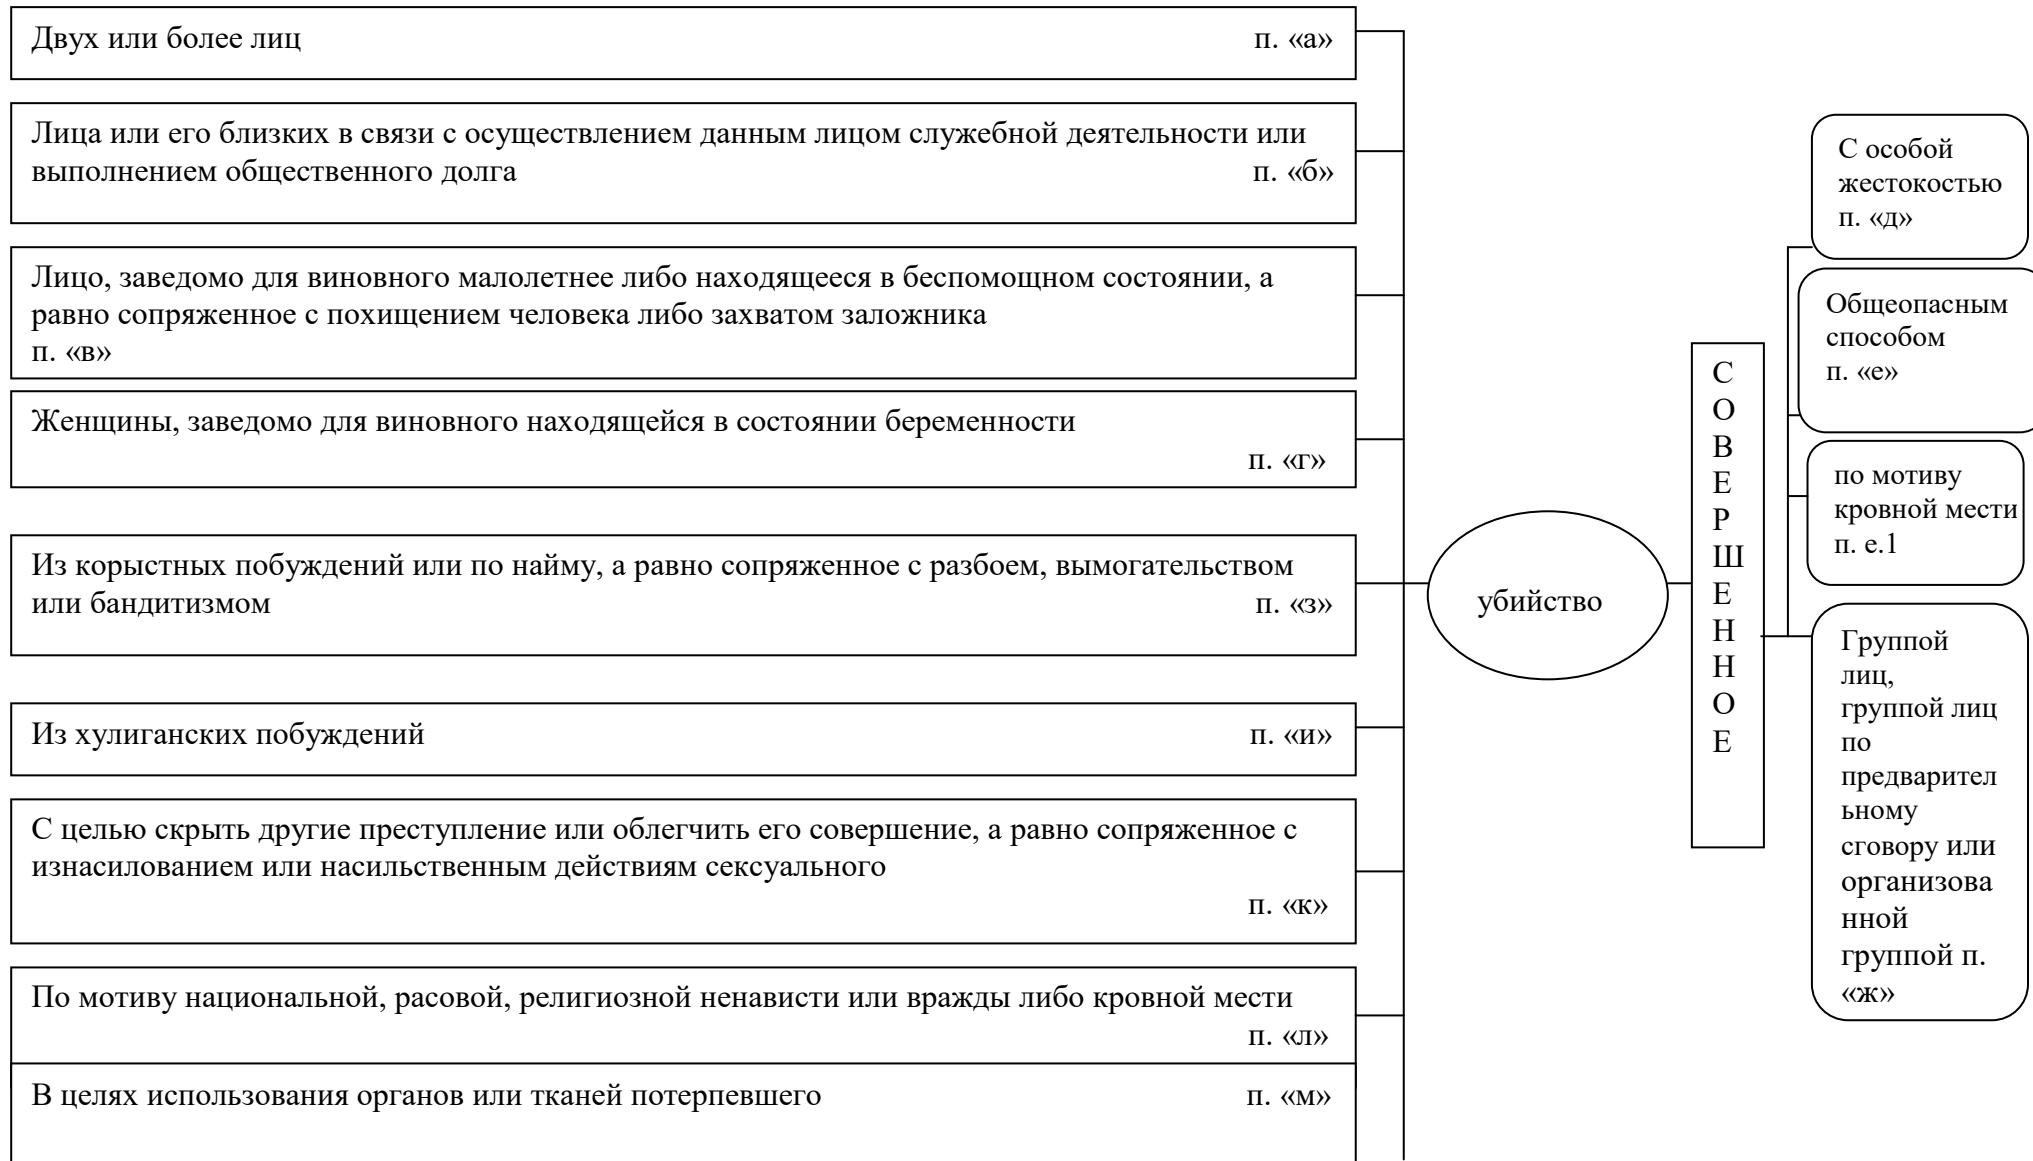 Двух или более лиц п. «а»
Лица или его близких в связи с осуществлением данным лицом служебной деятельности или
выполнением общественного долга п. «б»
Лицо, заведомо для виновного малолетнее либо находящееся в беспомощном состоянии, а
равно сопряженное с похищением человека либо захватом заложника
п. «в»
Женщины, заведомо для виновного находящейся в состоянии беременности
п. «г»
Из корыстных побуждений или по найму, а равно сопряженное с разбоем, вымогательством
или бандитизмом п. «з»
Из хулиганских побуждений п. «и»
С целью скрыть другие преступление или облегчить его совершение, а равно сопряженное с
изнасилованием или насильственным действиям сексуального
п. «к»
По мотиву национальной, расовой, религиозной ненависти или вражды либо кровной мести
п. «л»
В целях использования органов или тканей потерпевшего п. «м»
убийство
С
О
В
Е
Р
Ш
Е
Н
Н
О
Е
С особой
жестокостью
п. «д»
Общеопасным
способом
п. «е»
по мотиву
кровной мести
п. е.1
Группой
лиц,
группой лиц
по
предварител
ьному
сговору или
организова
нной
группой п.
«ж»